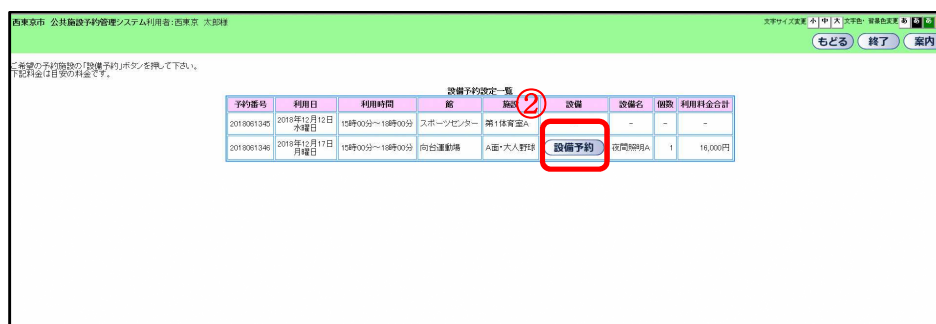 西東京市 公共施設予約管理システム利用者:西東京 太郎様
文字サイズ変更 小 中 大 文字色・背景色変更 あ あ あ
もどる 終了 案内
ご希望の予約施設の「設備予約」ボタンを押して下さい。
下記料金は目安の料金です。
設備予約設定一覧
予約番号 利用日 利用時間 館 施設 設備 設備名 個数 利用料金合計
②
2018061345 2018年12月12日 水曜日 15時00分～18時00分 スポーツセンター 第1体育室A - - -
2018061346 2018年12月17日 月曜日 15時00分～18時00分 向台運動場 A面・大人野球 設備予約 夜間照明A 1 16,000円